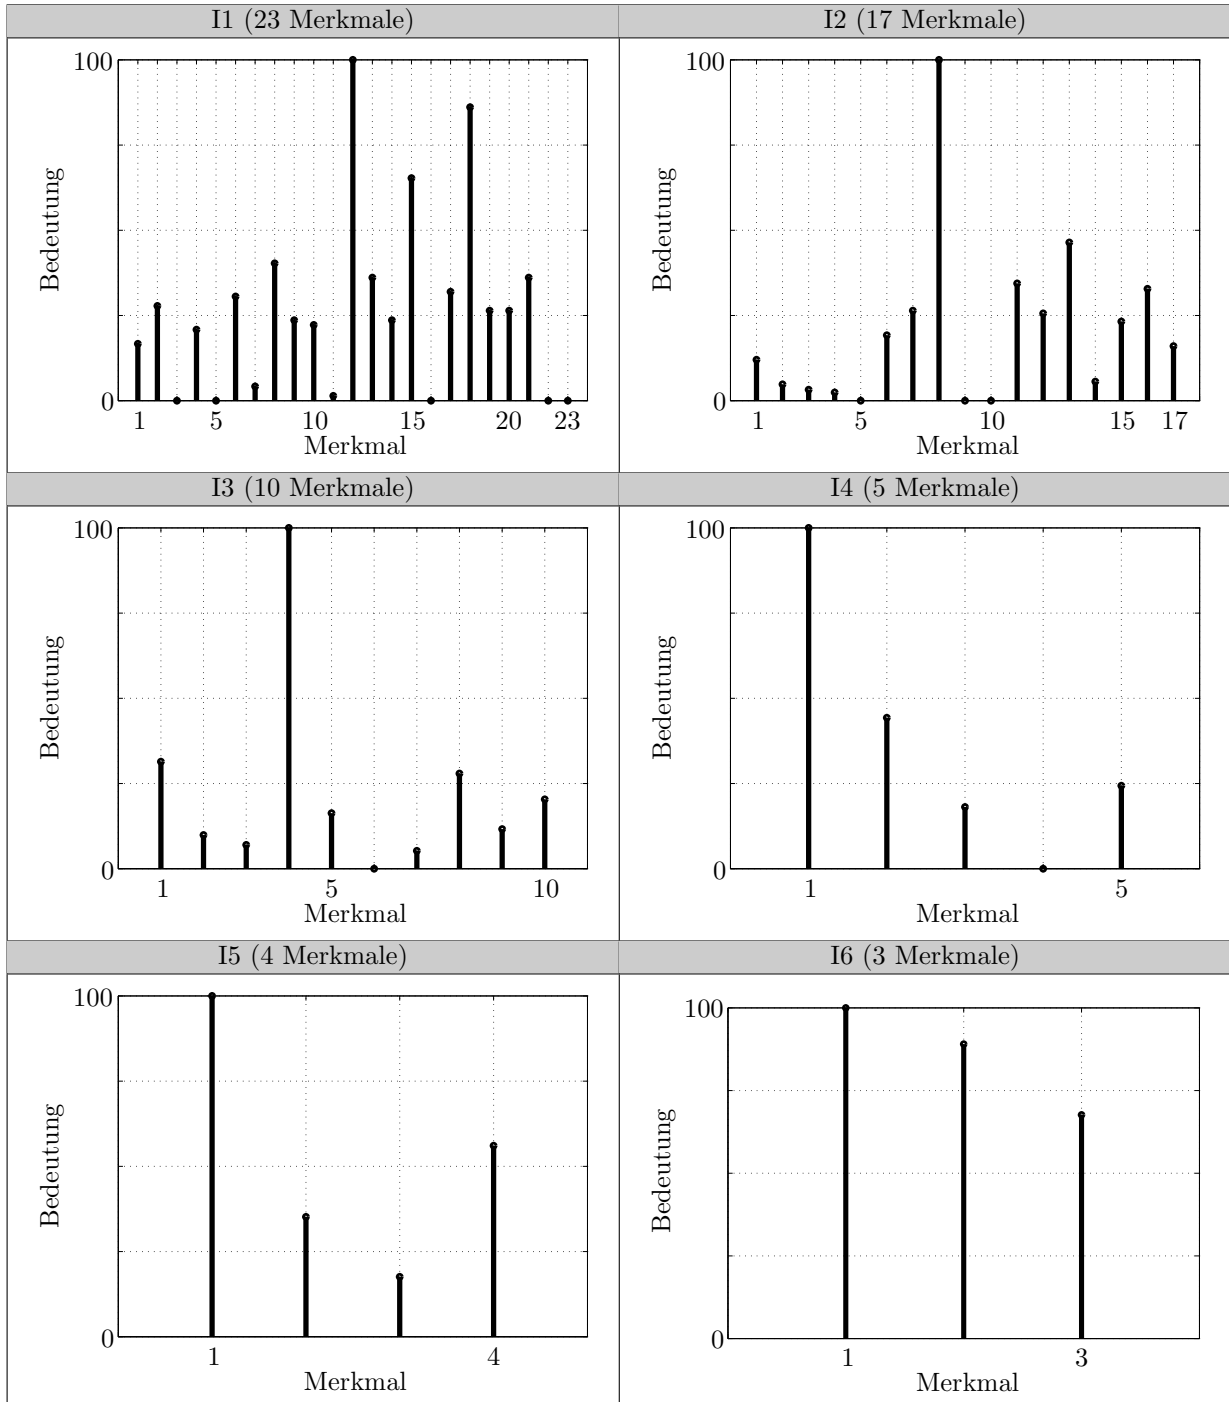 I1 (23 Merkmale)
100
0
Bedeutung
1 5 10 15 20 23
Merkmal
I2 (17 Merkmale)
100
0
Bedeutung
1 5 10 15 17
Merkmal
I3 (10 Merkmale)
100
0
Bedeutung
1 5 10
Merkmal
I4 (5 Merkmale)
100
0
Bedeutung
1 5
Merkmal
I5 (4 Merkmale)
100
0
Bedeutung
1 4
Merkmal
I6 (3 Merkmale)
100
0
Bedeutung
1 3
Merkmal